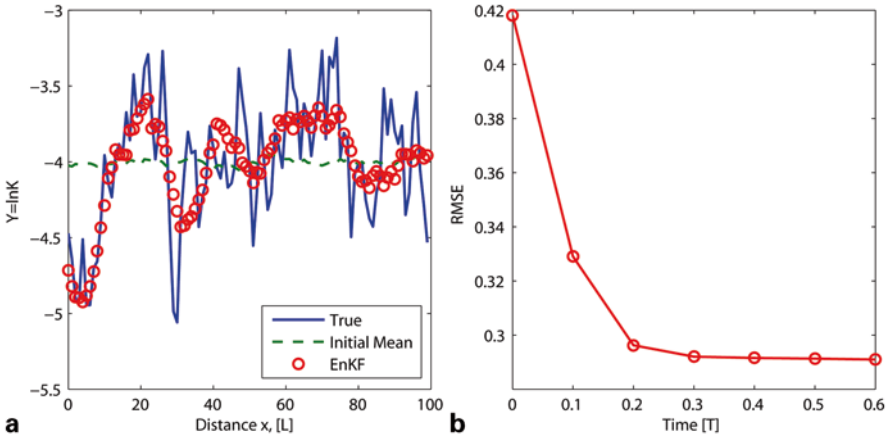 −3
−3.5
−4
−4.5
−5
−5.5
Y=lnK
0
20
40
60
80
100
Distance x, [L]
True
Initial Mean
EnKF
a
0.42
0.4
0.38
0.36
0.34
0.32
0.3
RMSE
0
0.1
0.2
0.3
0.4
0.5
0.6
Time [T]
b